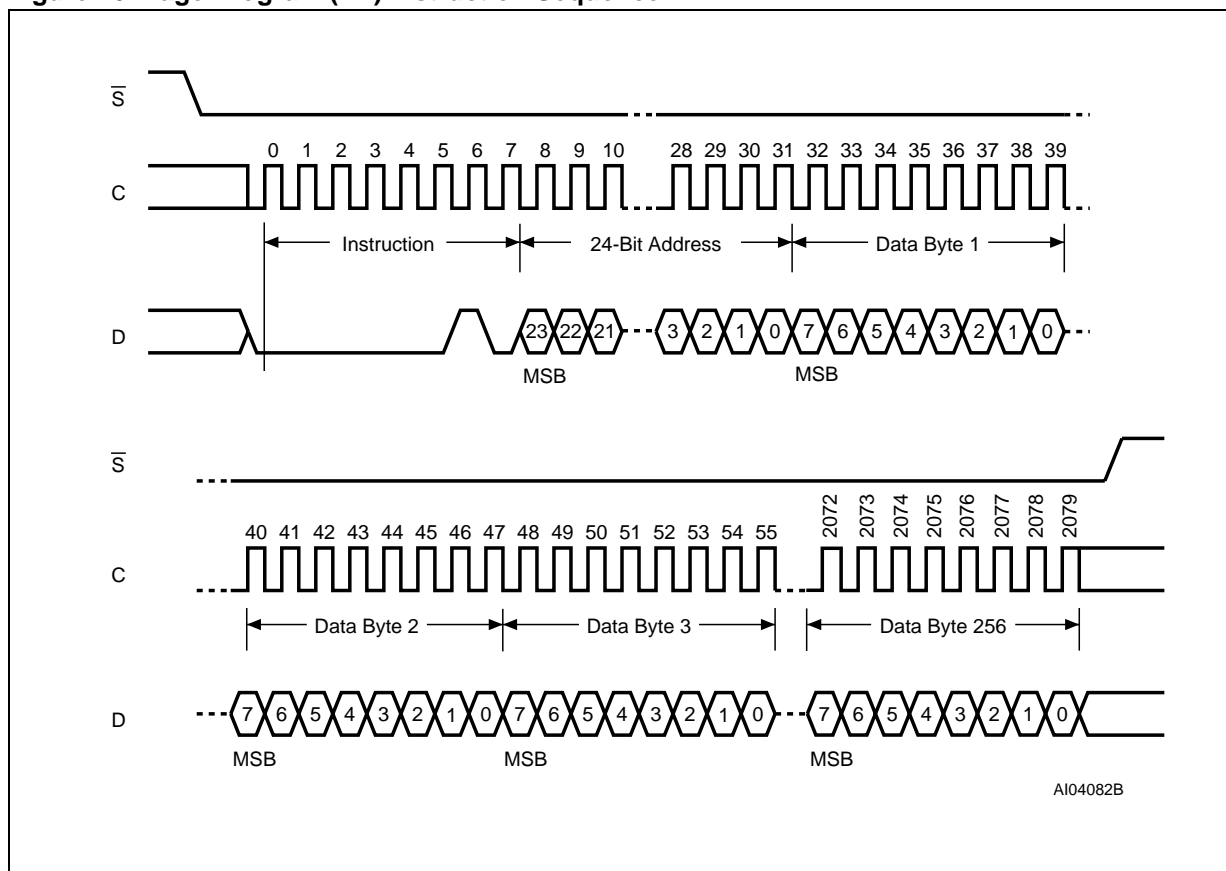 S
0 1 2 3 4 5 6 7 8 9 10 28 29 30 31 32 33 34 35 36 37 38 39
C
Instruction 24-Bit Address Data Byte 1
D
23 22 21 3 2 1 0 7 6 5 4 3 2 1 0
MSB MSB
S
2072 2073 2074 2075 2076 2077 2078 2079
40 41 42 43 44 45 46 47 48 49 50 51 52 53 54 55
C
Data Byte 2 Data Byte 3 Data Byte 256
D
7 6 5 4 3 2 1 0 7 6 5 4 3 2 1 0 7 6 5 4 3 2 1 0
MSB MSB MSB
AI04082B